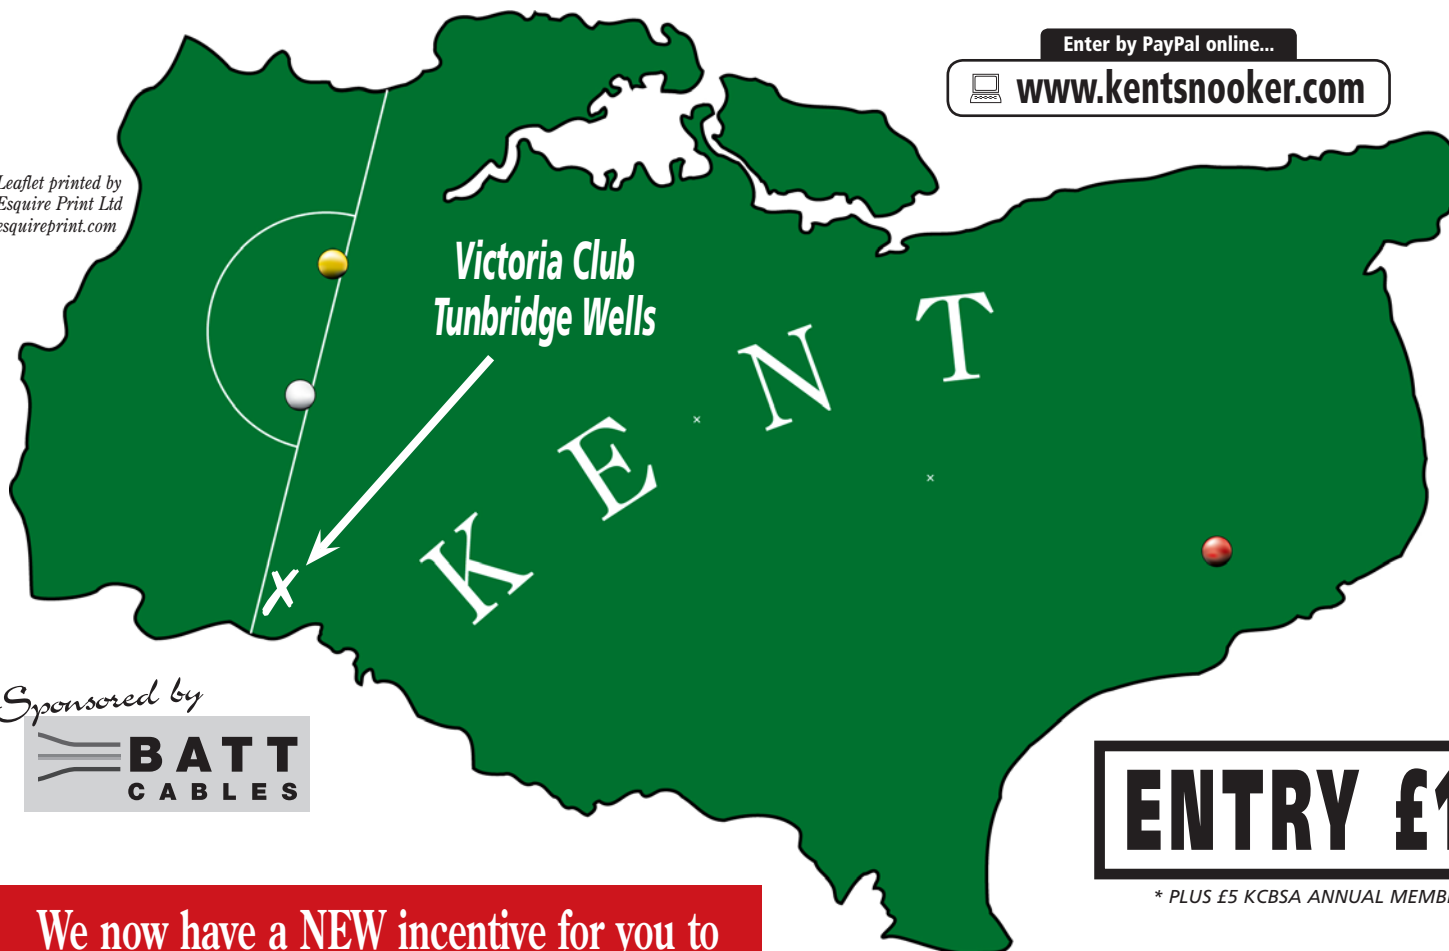 Enter by PayPal online...
www.kentsnooker.com
Leaflet printed by
Esquire Print Ltd
esquireprint.com
Victoria Club
Tunbridge Wells
KENT
Sponsored by
BATT
CABLES
ENTRY
* PLUS £5 KCBSA ANNUAL
We now have a NEW incentive for you to